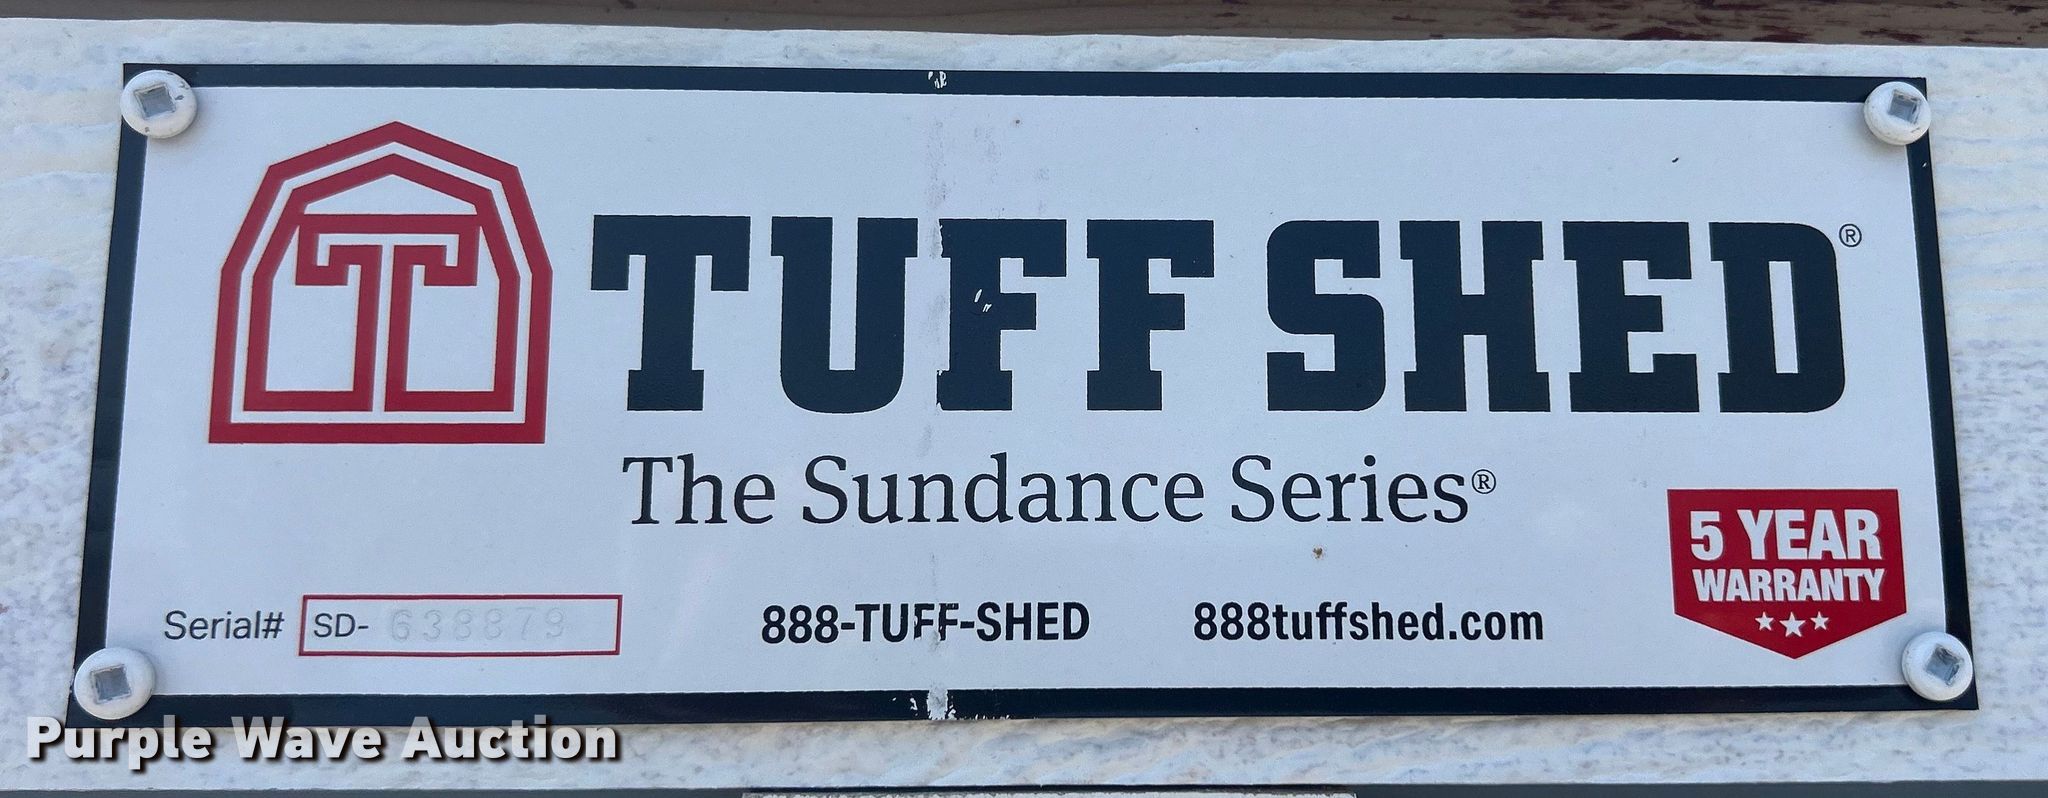 TUFF SHED®
The Sundance Series®
5 YEAR
WARRANTY
Serial# SD- 638879
888-TUFF-SHED
888tuffshed.com
Purple Wave Auction